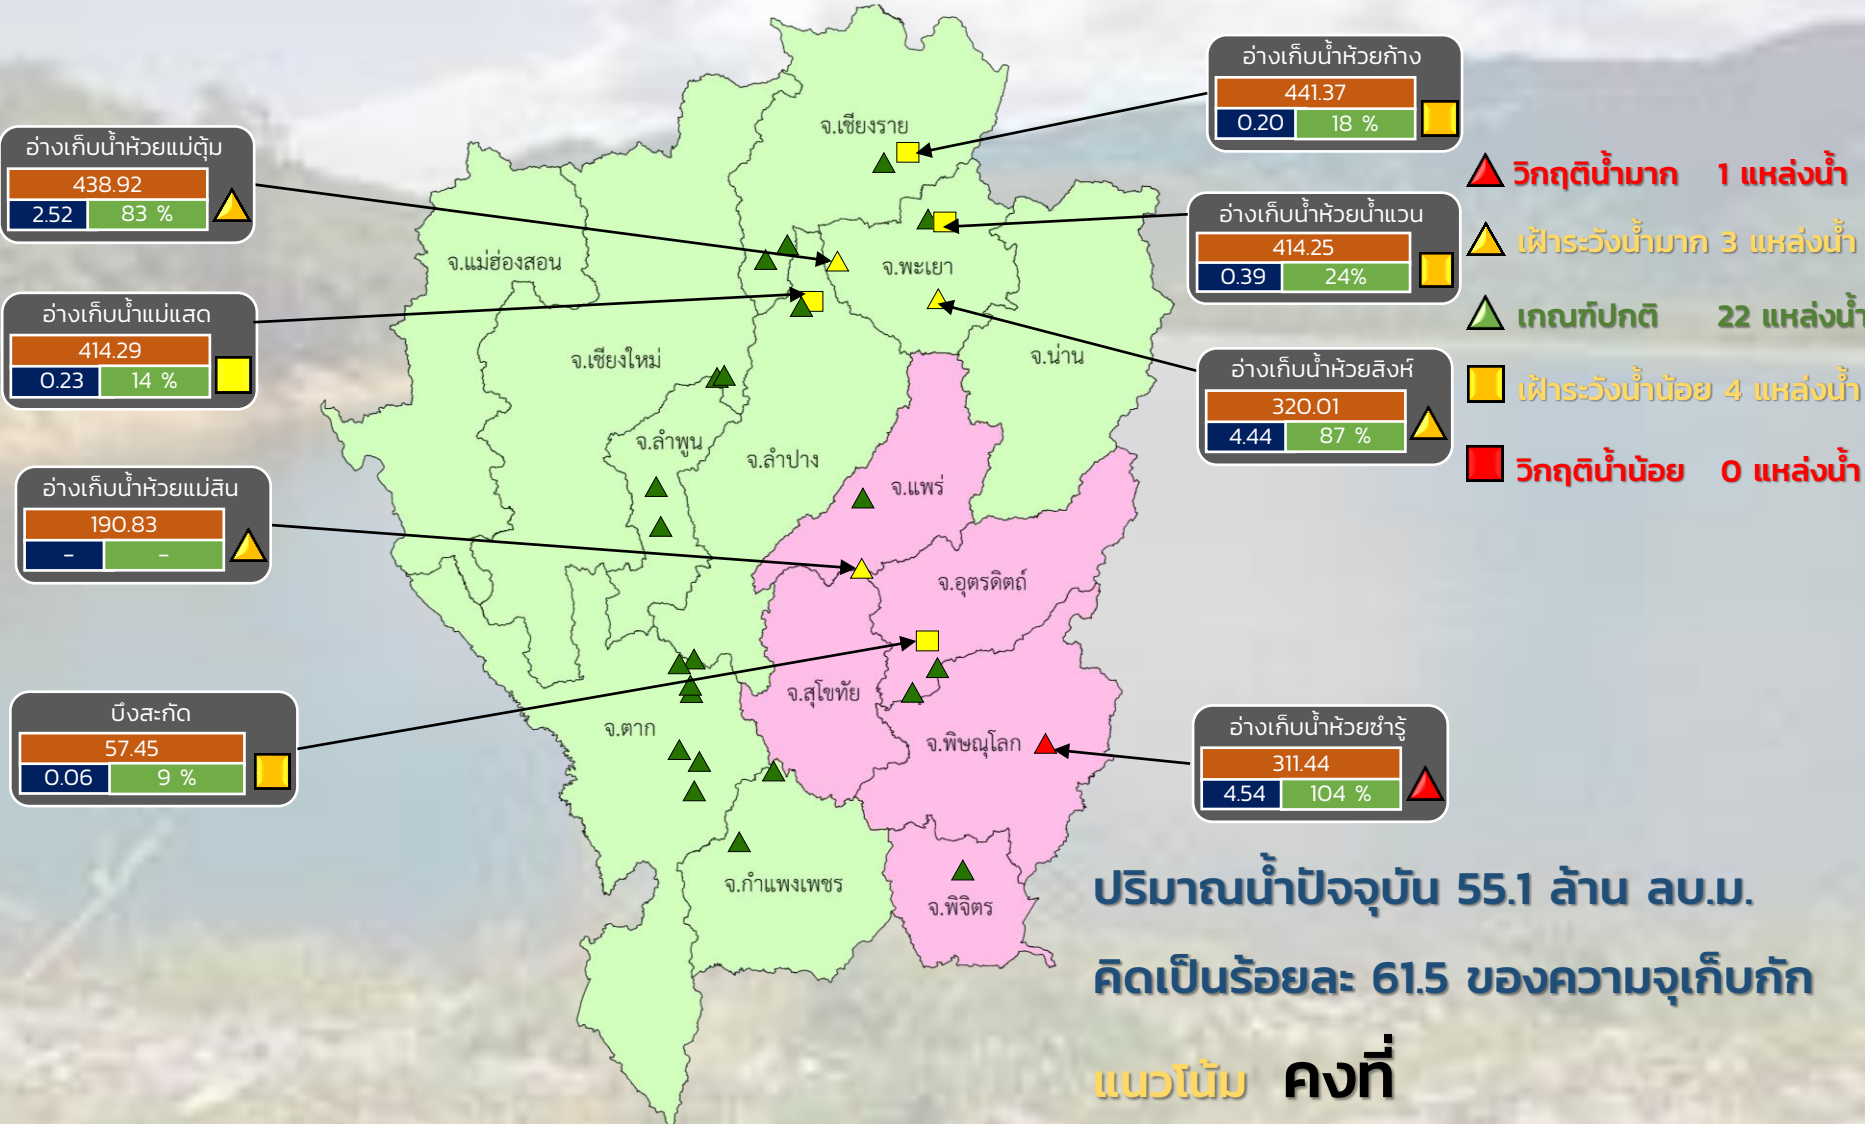 อ่างเก็บน้ำห้วยแม่ตุ้ม
438.92
2.52 83 %
อ่างเก็บน้ำแม่แสด
414.29
0.23 14 %
อ่างเก็บน้ำห้วยแม่สิน
190.83
- -
บึงสะกัด
57.45
0.06 9 %
จ.เชียงราย
จ.แม่ฮ่องสอน
จ.พะเยา
จ.เชียงใหม่
จ.น่าน
จ.ลำพูน
จ.ลำปาง
จ.แพร่
จ.อุตรดิตถ์
จ.สุโขทัย
จ.ตาก
จ.พิษณุโลก
จ.กำแพงเพชร
จ.พิจิตร
อ่างเก็บน้ำห้วยก้าง
441.37
0.20 18 %
อ่างเก็บน้ำห้วยน้ำแวน
414.25
0.39 24%
อ่างเก็บน้ำห้วยสิงห์
320.01
4.44 87 %
อ่างเก็บน้ำห้วยซำรู้
311.44
4.54 104 %
วิกฤติน้ำมาก 1 แหล่งน้ำ
เฝ้าระวังน้ำมาก 3 แหล่งน้ำ
เกณฑ์ปกติ 22 แหล่งน้ำ
เฝ้าระวังน้ำน้อย 4 แหล่งน้ำ
วิกฤติน้ำน้อย 0 แหล่งน้ำ
ปริมาณน้ำปัจจุบัน 55.1 ล้าน ลบ.ม.
คิดเป็นร้อยละ 61.5 ของความจุเก็บกัก
แนวโน้ม คงที่